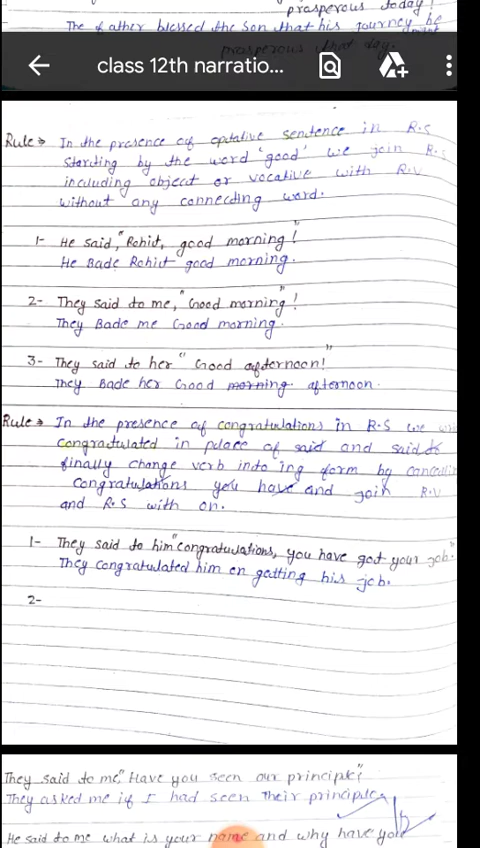 prosperous today!
The father blessed the son that his journey be
might
prosperous that day.
class 12th narratio...
Rule→ In the presence of optative sentence in R.S
starting by the word 'good' we join R.S
including object or vocative with R.V
without any connecting word.
1- He said, "Rohit, good morning!"
He Bade Rohit good morning.
2- They said to me, "Good morning"!
They Bade me Good morning.
3- They said to her "Good afternoon!"
They Bade her Good morning afternoon.
Rule→ In the presence of congratulations in R.S we
congratulated in place of said and said to
finally change verb into ing form by
congratulations you have and join R.V
and R.S with on.
1- They said to him "congratulations, you have got your job."
They congratulated him on getting his job.
2-
They said to me, "Have you seen our principle?"
They asked me if I had seen their principle.
He said to me what is your name and why have you